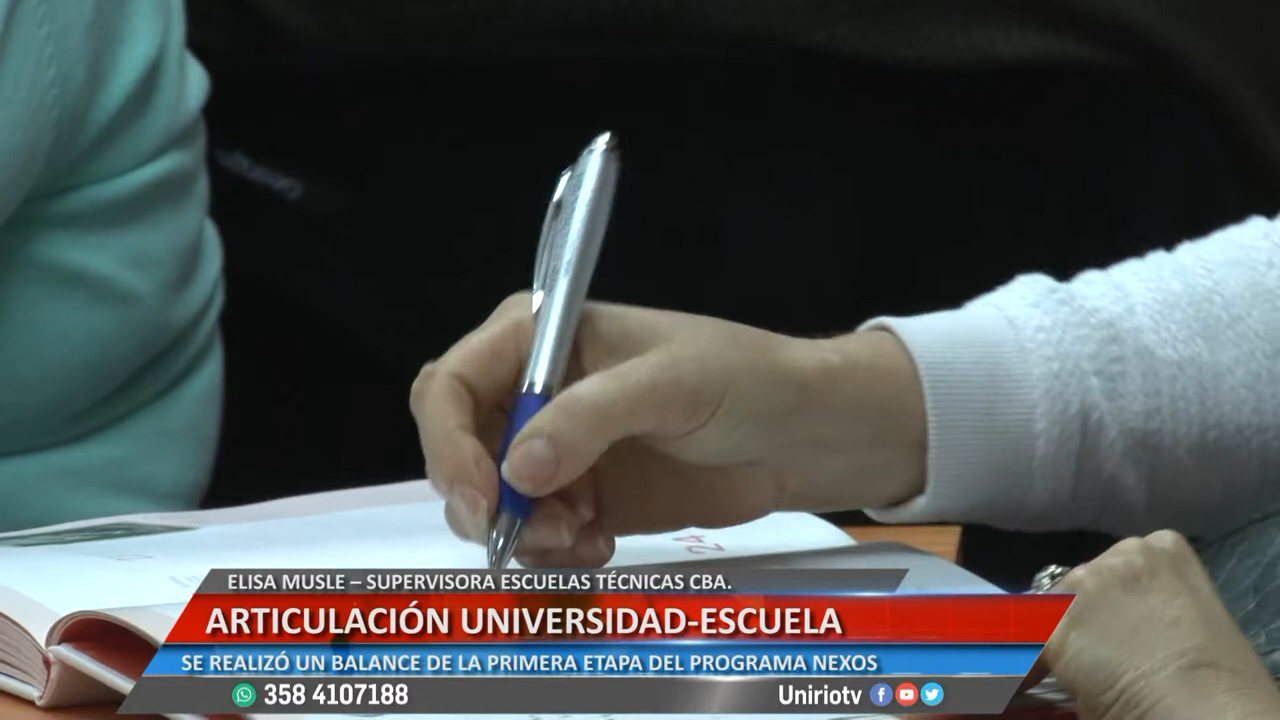 24
ELISA MUSLE – SUPERVISORA ESCUELAS TÉCNICAS CBA.
ARTICULACIÓN UNIVERSIDAD-ESCUELA
SE REALIZÓ UN BALANCE DE LA PRIMERA ETAPA DEL PROGRAMA NEXOS
358 4107188
Uniriotv